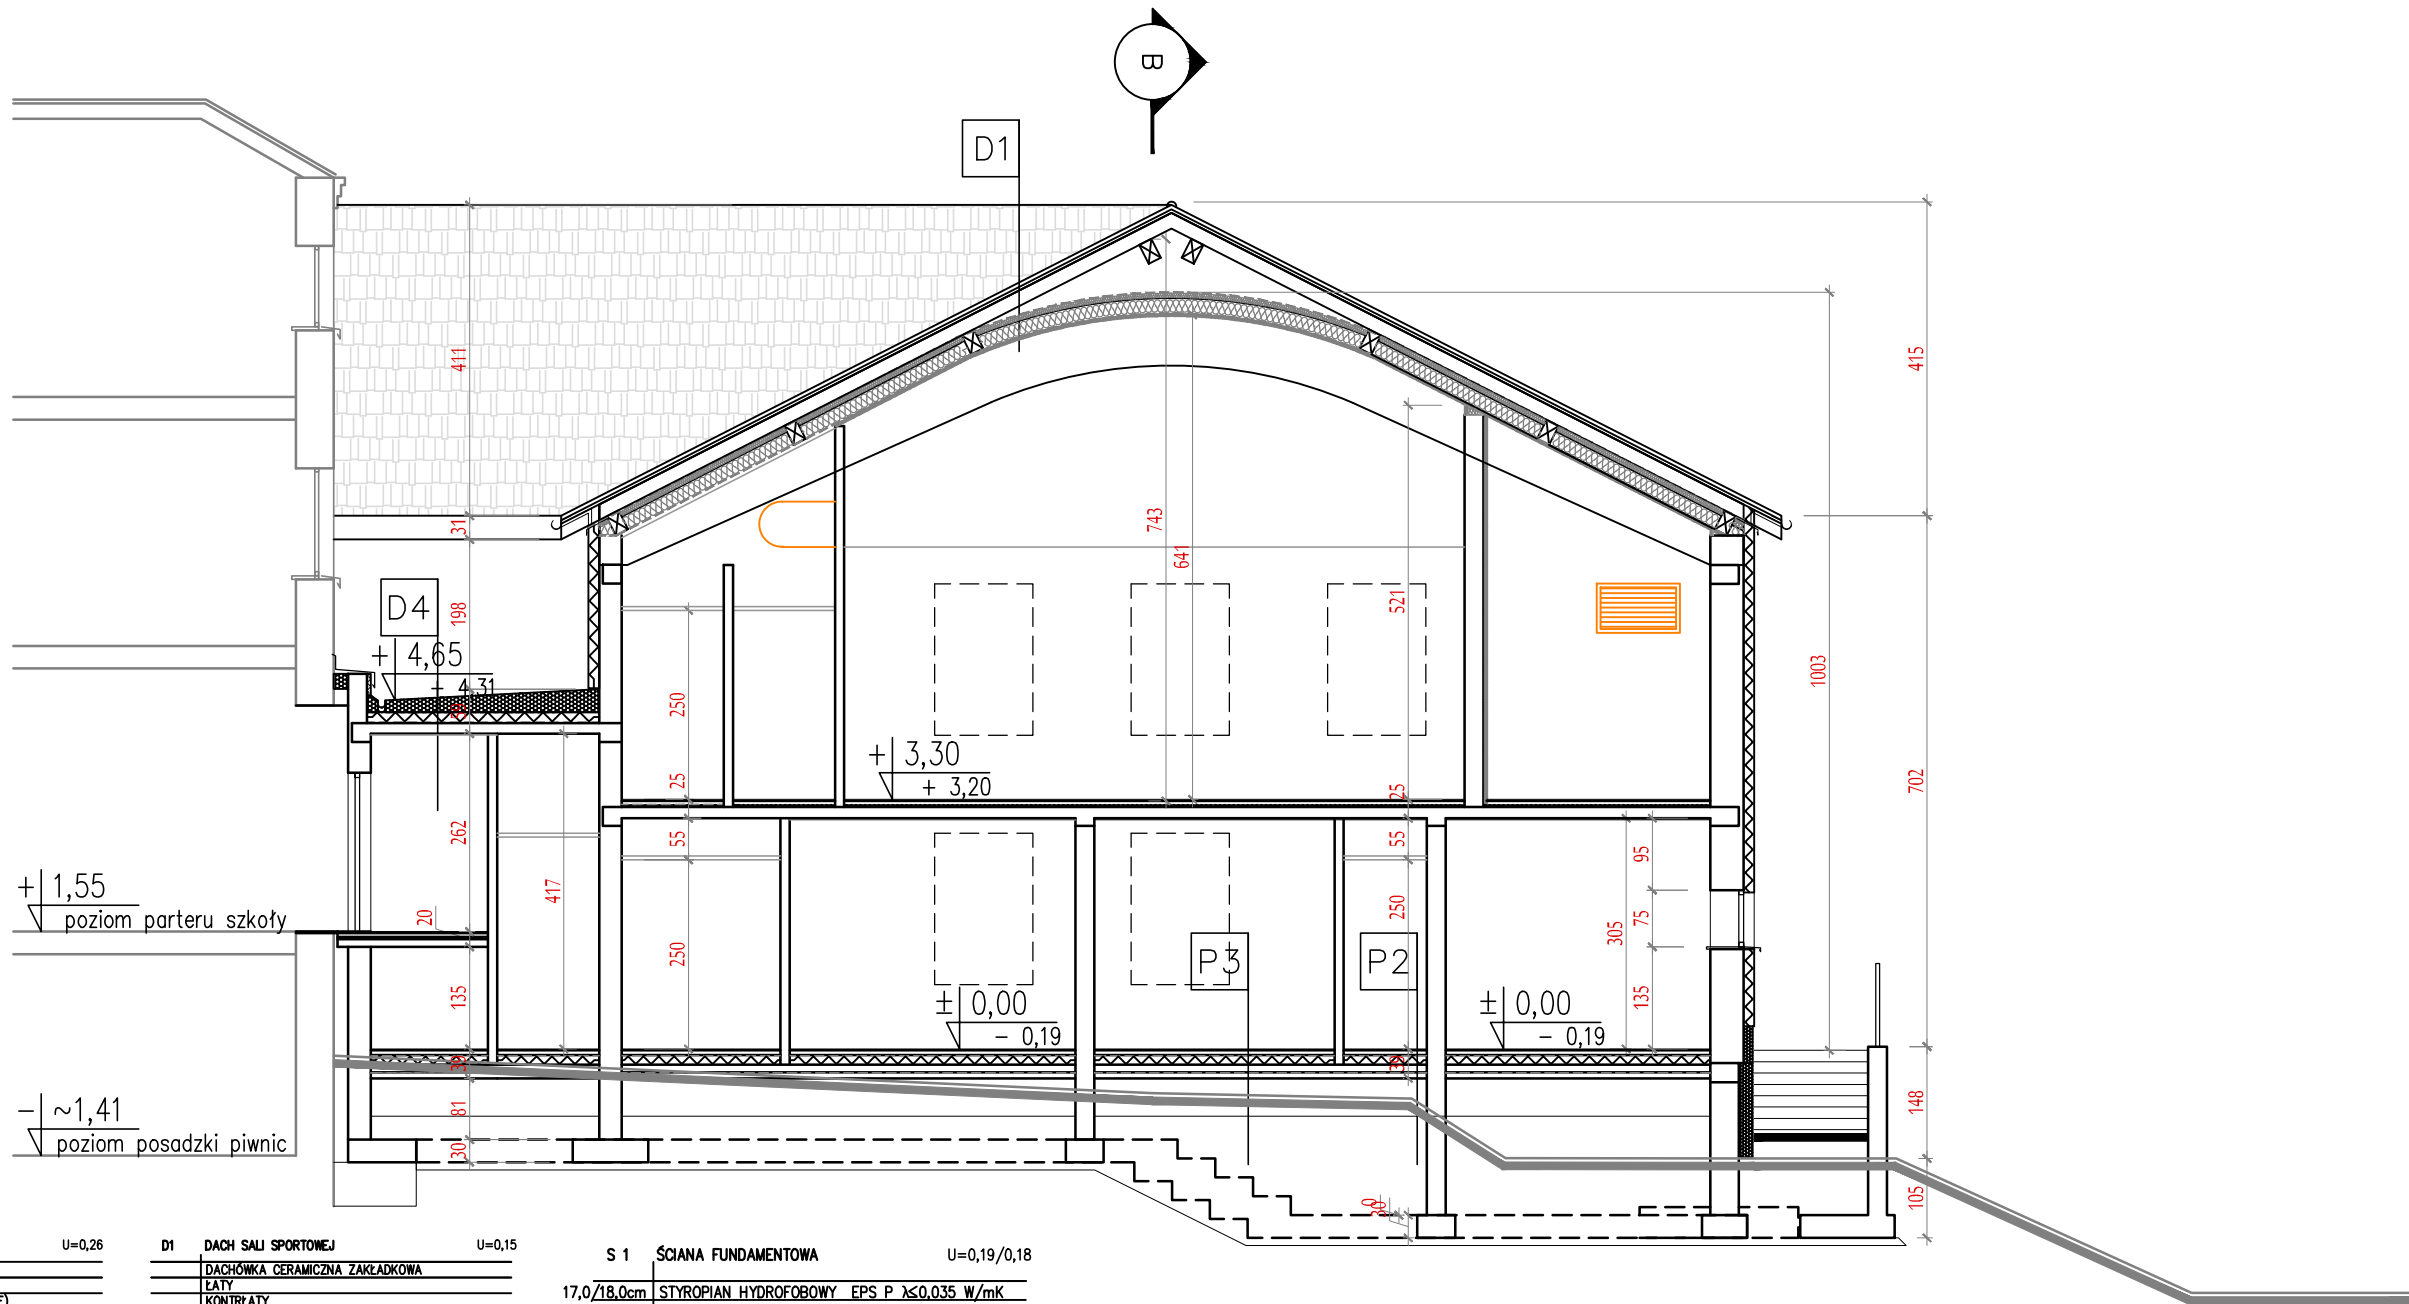 B
D1
411
415
31
743
641
521
D4
198
+ 4,65
+ 4,31
1003
250
702
+ 3,30
+ 3,20
25
25
262
55
55
95
417
20
+ 1,55
poziom parteru szkoły
250
250
305
75
P3
P2
135
± 0,00
- 0,19
± 0,00
- 0,19
135
39
39
- ~1,41
poziom posadzki piwnic
81
148
30
30
105
U=0,26
D1 DACH SALI SPORTOWEJ U=0,15
DACHÓWKA CERAMICZNA ZAKŁADKOWA
ŁATY
KONTRŁATY
S 1 ŚCIANA FUNDAMENTOWA U=0,19/0,18
17,0/18,0cm STYROPIAN HYDROFOBOWY EPS P λ≤0,035 W/mK